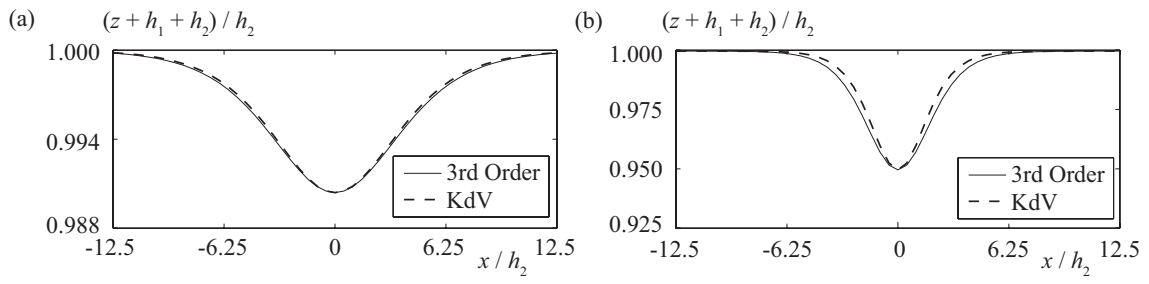 (a) (z + h₁ + h₂) / h₂
1.000
0.994
0.988
-12.5 -6.25 0 6.25 12.5
x / h₂
3rd Order
KdV
(b) (z + h₁ + h₂) / h₂
1.000
0.975
0.950
0.925
-12.5 -6.25 0 6.25 12.5
x / h₂
3rd Order
KdV